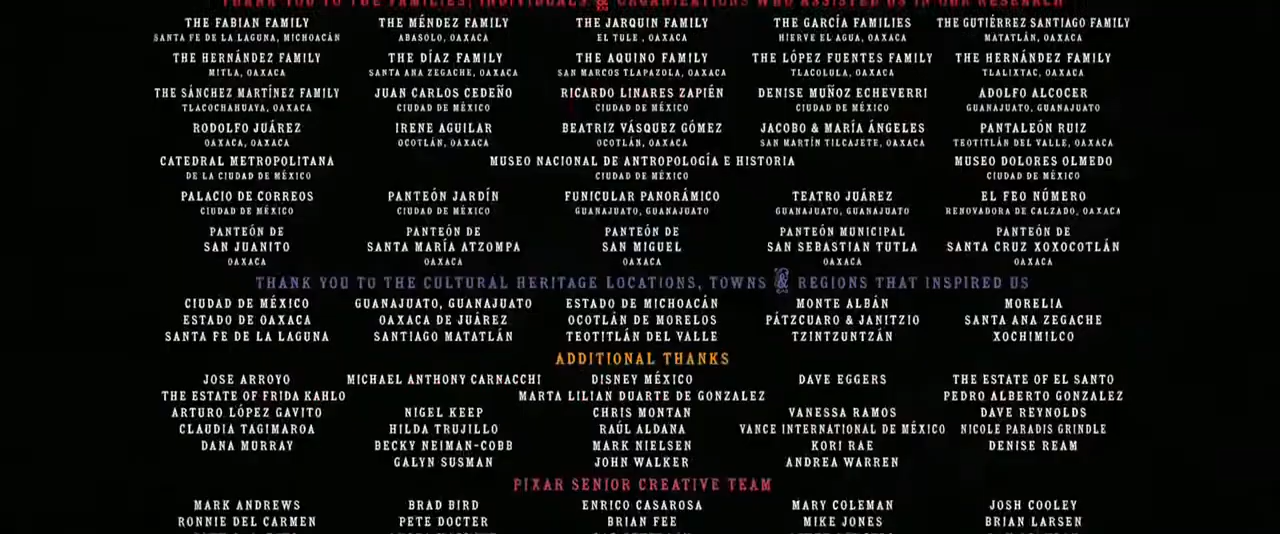 THANK YOU TO THE FAMILIES, INDIVIDUALS & ORGANIZATIONS WHO ASSISTED US IN OUR RESEARCH
THE FABIAN FAMILY THE MÉNDEZ FAMILY THE JARQUIN FAMILY THE GARCÍA FAMILIES THE GUTIÉRREZ SANTIAGO FAMILY
SANTA FE DE LA LAGUNA, MICHOACÁN ABASOLO, OAXACA EL TULE, OAXACA HIERVE EL AGUA, OAXACA MATATLÁN, OAXACA
THE HERNÁNDEZ FAMILY THE DÍAZ FAMILY THE AQUINO FAMILY THE LÓPEZ FUENTES FAMILY THE HERNÁNDEZ FAMILY
MITLA, OAXACA SANTA ANA ZEGACHE, OAXACA SAN MARCOS TLAPAZOLA, OAXACA TLACOLULA, OAXACA TLALIXTAC, OAXACA
THE SÁNCHEZ MARTÍNEZ FAMILY JUAN CARLOS CEDEÑO RICARDO LINARES ZAPIÉN DENISE MUÑOZ ECHEVERRI ADOLFO ALCOCER
TLACOCHAHUAYA, OAXACA CIUDAD DE MÉXICO CIUDAD DE MÉXICO CIUDAD DE MÉXICO GUANAJUATO, GUANAJUATO
RODOLFO JUÁREZ IRENE AGUILAR BEATRIZ VÁSQUEZ GÓMEZ JACOBO & MARÍA ÁNGELES PANTALEÓN RUIZ
OAXACA, OAXACA OCOTLÁN, OAXACA OCOTLÁN, OAXACA SAN MARTÍN TILCAJETE, OAXACA TEOTITLÁN DEL VALLE, OAXACA
CATEDRAL METROPOLITANA MUSEO NACIONAL DE ANTROPOLOGÍA E HISTORIA MUSEO DOLORES OLMEDO
DE LA CIUDAD DE MÉXICO CIUDAD DE MÉXICO CIUDAD DE MÉXICO
PALACIO DE CORREOS PANTEÓN JARDÍN FUNICULAR PANORÁMICO TEATRO JUÁREZ EL FEO NÚMERO
CIUDAD DE MÉXICO CIUDAD DE MÉXICO GUANAJUATO, GUANAJUATO GUANAJUATO, GUANAJUATO RENOVADORA DE CALZADO, OAXACA
PANTEÓN DE PANTEÓN DE PANTEÓN DE PANTEÓN MUNICIPAL PANTEÓN DE
SAN JUANITO SANTA MARÍA ATZOMPA SAN MIGUEL SAN SEBASTIAN TUTLA SANTA CRUZ XOXOCOTLÁN
OAXACA OAXACA OAXACA OAXACA OAXACA
THANK YOU TO THE CULTURAL HERITAGE LOCATIONS, TOWNS & REGIONS THAT INSPIRED US
CIUDAD DE MÉXICO GUANAJUATO, GUANAJUATO ESTADO DE MICHOACÁN MONTE ALBÁN MORELIA
ESTADO DE OAXACA OAXACA DE JUÁREZ OCOTLÁN DE MORELOS PÁTZCUARO & JANITZIO SANTA ANA ZEGACHE
SANTA FE DE LA LAGUNA SANTIAGO MATATLÁN TEOTITLÁN DEL VALLE TZINTZUNTZÁN XOCHIMILCO
ADDITIONAL THANKS
JOSE ARROYO MICHAEL ANTHONY CARNACCHI DISNEY MÉXICO DAVE EGGERS THE ESTATE OF EL SANTO
THE ESTATE OF FRIDA KAHLO MARTA LILIAN DUARTE DE GONZALEZ PEDRO ALBERTO GONZALEZ
ARTURO LÓPEZ GAVITO NIGEL KEEP CHRIS MONTAN VANESSA RAMOS DAVE REYNOLDS
CLAUDIA TAGIMAROA HILDA TRUJILLO RAÚL ALDANA VANCE INTERNATIONAL DE MÉXICO NICOLE PARADIS GRINDLE
DANA MURRAY BECKY NEIMAN-COBB MARK NIELSEN KORI RAE DENISE REAM
GALYN SUSMAN JOHN WALKER ANDREA WARREN
PIXAR SENIOR CREATIVE TEAM
MARK ANDREWS BRAD BIRD ENRICO CASAROSA MARY COLEMAN JOSH COOLEY
RONNIE DEL CARMEN PETE DOCTER BRIAN FEE MIKE JONES BRIAN LARSEN